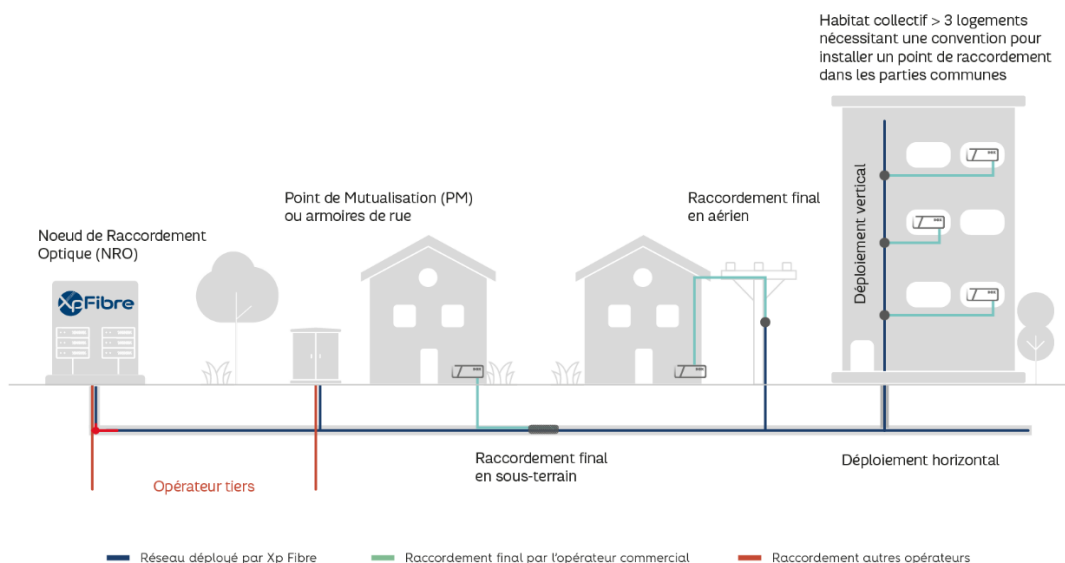 Habitat collectif > 3 logements
nécessitant une convention pour
installer un point de raccordement
dans les parties communes
Point de Mutualisation (PM)
ou armoires de rue
Raccordement final
en aérien
Noeud de Raccordement
Optique (NRO)
XpFibre
Déploiement vertical
Raccordement final
en sous-terrain
Déploiement horizontal
Opérateur tiers
Réseau déployé par Xp Fibre
Raccordement final par l'opérateur commercial
Raccordement autres opérateurs